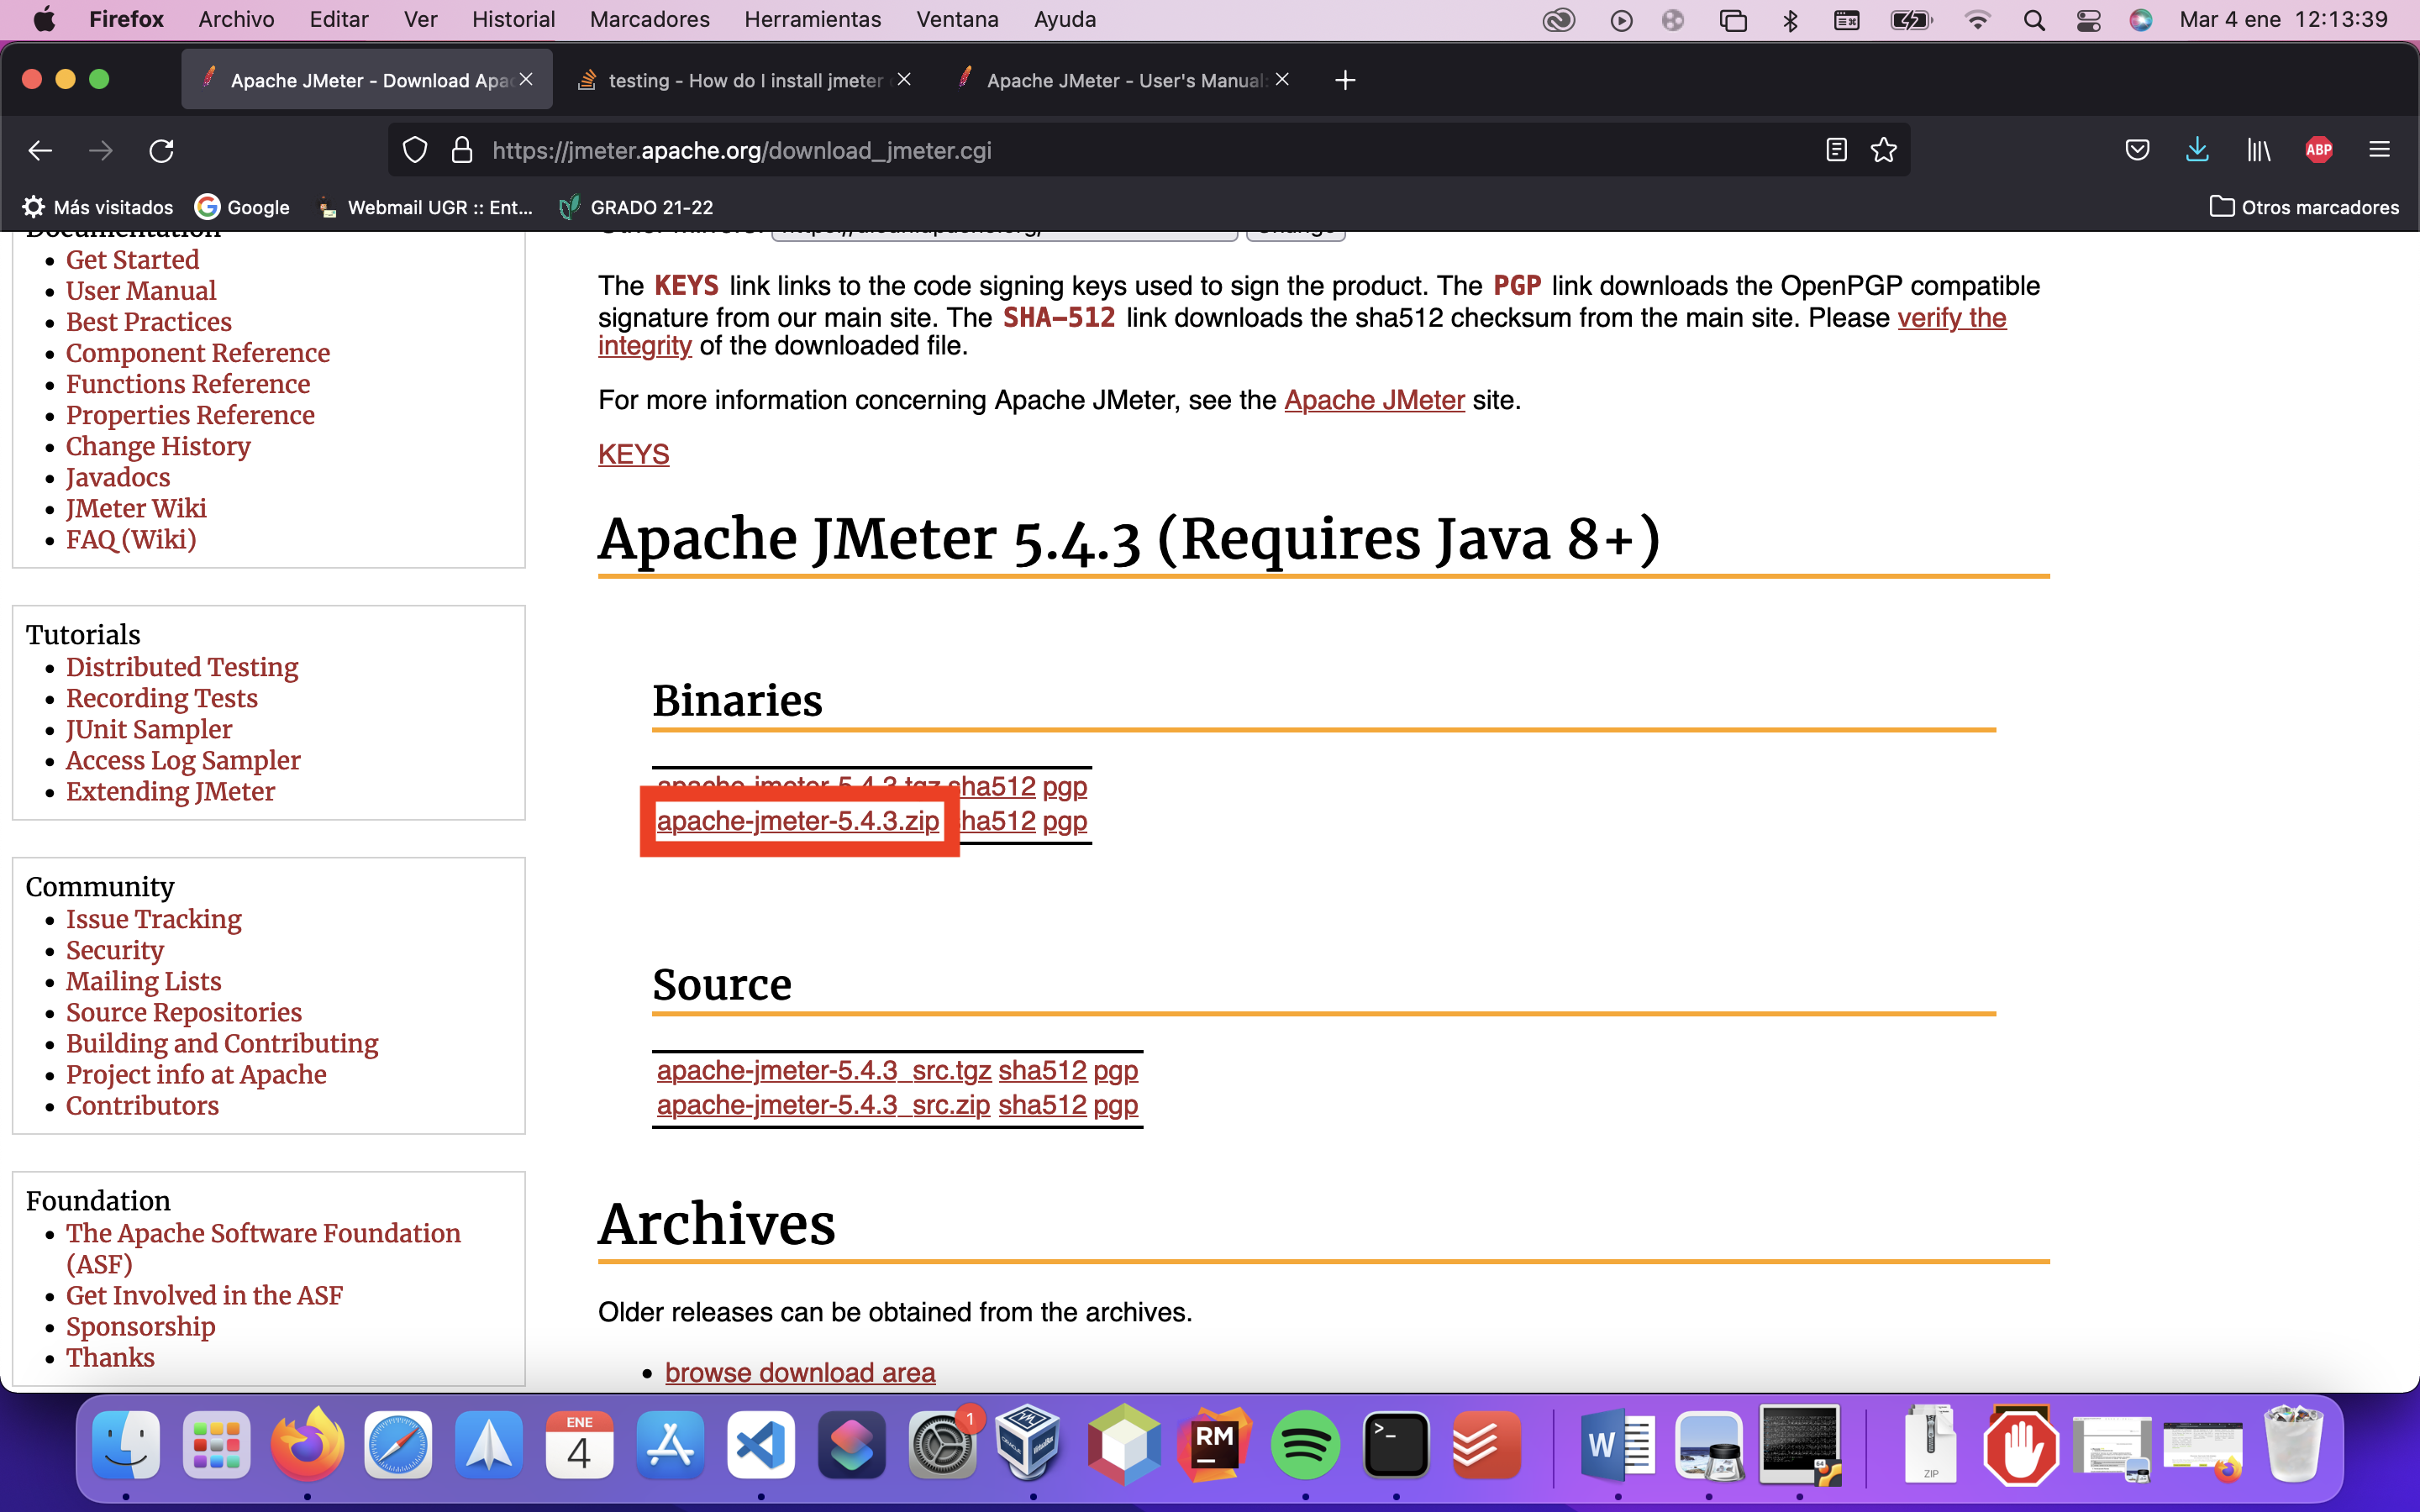 Firefox Archivo Editar Ver Historial Marcadores Herramientas Ventana Ayuda Mar 4 ene 12:13:39
Apache JMeter - Download Apac testing - How do I install jmeter Apache JMeter - User's Manual:
https://jmeter.apache.org/download_jmeter.cgi
ABP
Más visitados Google Webmail UGR :: Ent... GRADO 21-22 Otros marcadores
Documentation
Get Started
User Manual
Best Practices
Component Reference
Functions Reference
Properties Reference
Change History
Javadocs
JMeter Wiki
FAQ (Wiki)
Tutorials
Distributed Testing
Recording Tests
JUnit Sampler
Access Log Sampler
Extending JMeter
Community
Issue Tracking
Security
Mailing Lists
Source Repositories
Building and Contributing
Project info at Apache
Contributors
Foundation
The Apache Software Foundation
(ASF)
Get Involved in the ASF
Sponsorship
Thanks
The KEYS link links to the code signing keys used to sign the product. The PGP link downloads the OpenPGP compatible
signature from our main site. The SHA-512 link downloads the sha512 checksum from the main site. Please verify the
integrity of the downloaded file.
For more information concerning Apache JMeter, see the Apache JMeter site.
KEYS
Apache JMeter 5.4.3 (Requires Java 8+)
Binaries
apache-jmeter-5.4.3.tgz sha512 pgp
apache-jmeter-5.4.3.zip sha512 pgp
Source
apache-jmeter-5.4.3_src.tgz sha512 pgp
apache-jmeter-5.4.3_src.zip sha512 pgp
Archives
Older releases can be obtained from the archives.
browse download area
ENE
4
1
RM
W
ZIP